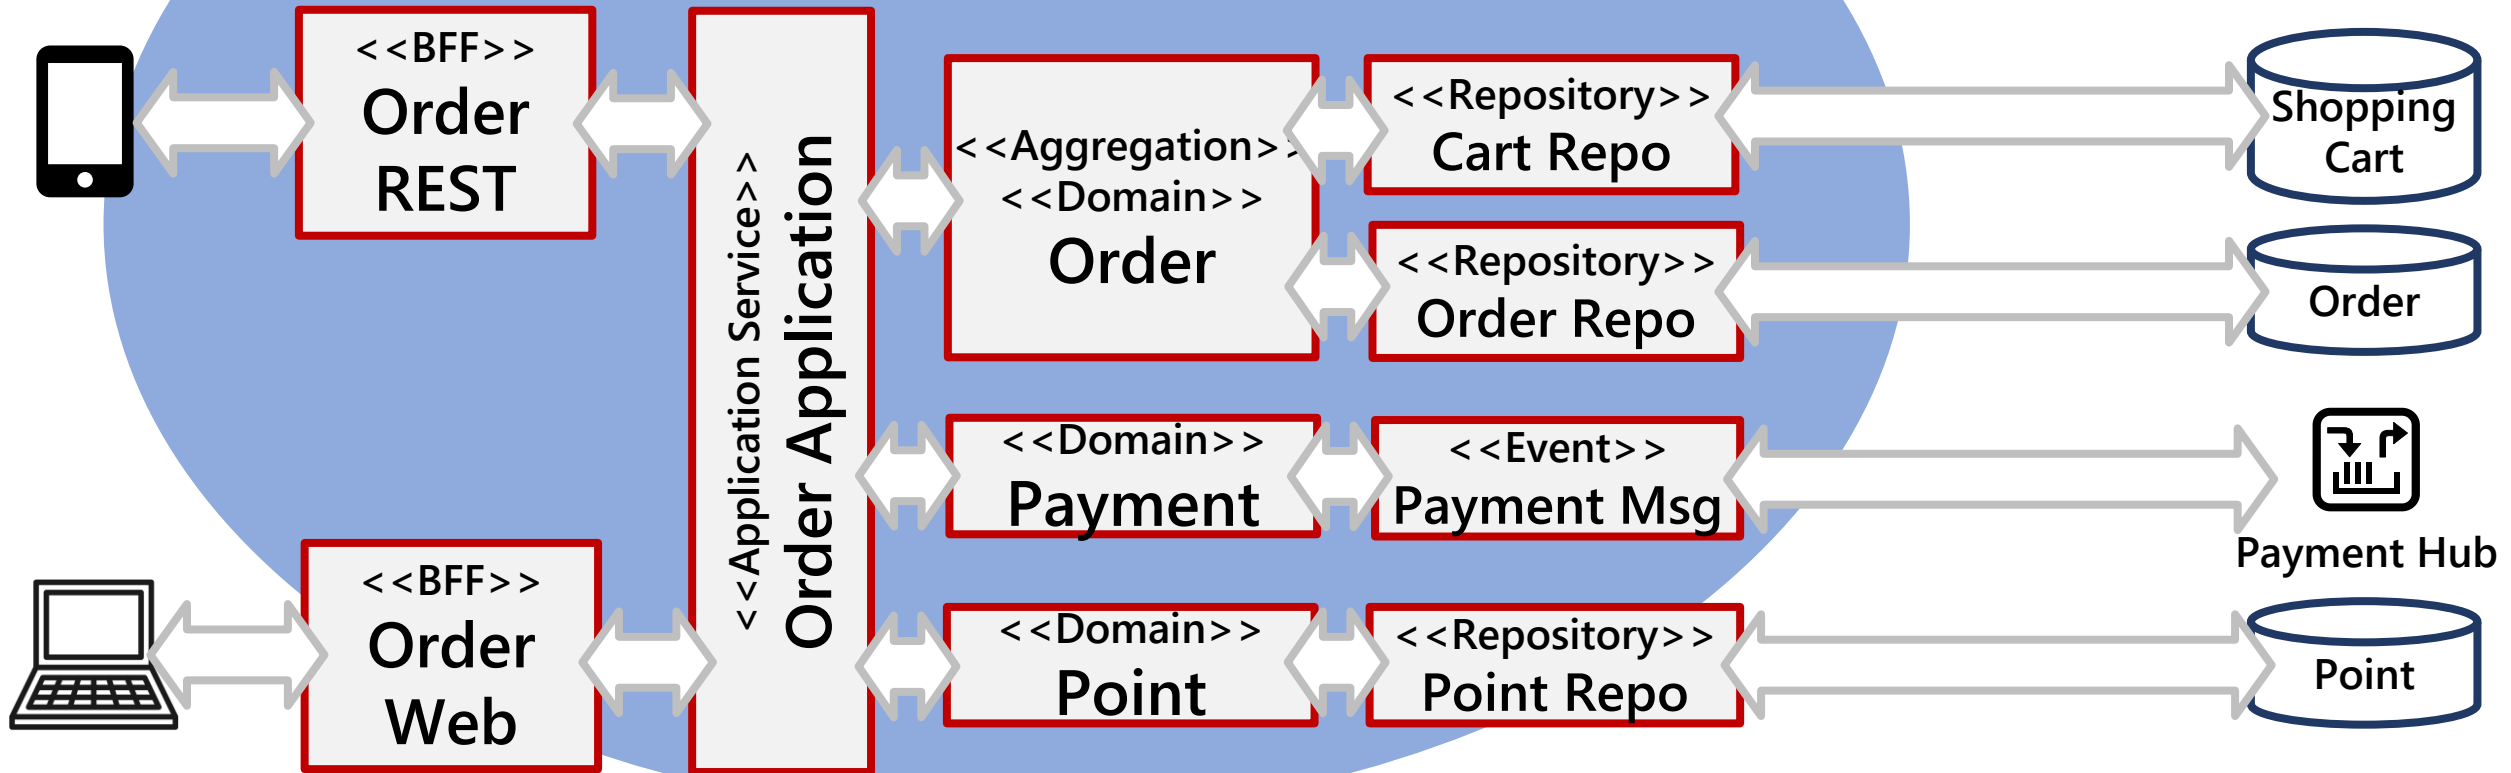 <<BFF>>
Order
REST
<<BFF>>
Order
Web
<<Application Service>>
Order Application
<<Aggregation>>
<<Domain>>
Order
<<Domain>>
Payment
<<Domain>>
Point
<<Repository>>
Cart Repo
<<Repository>>
Order Repo
<<Event>>
Payment Msg
<<Repository>>
Point Repo
Shopping
Cart
Order
Payment Hub
Point